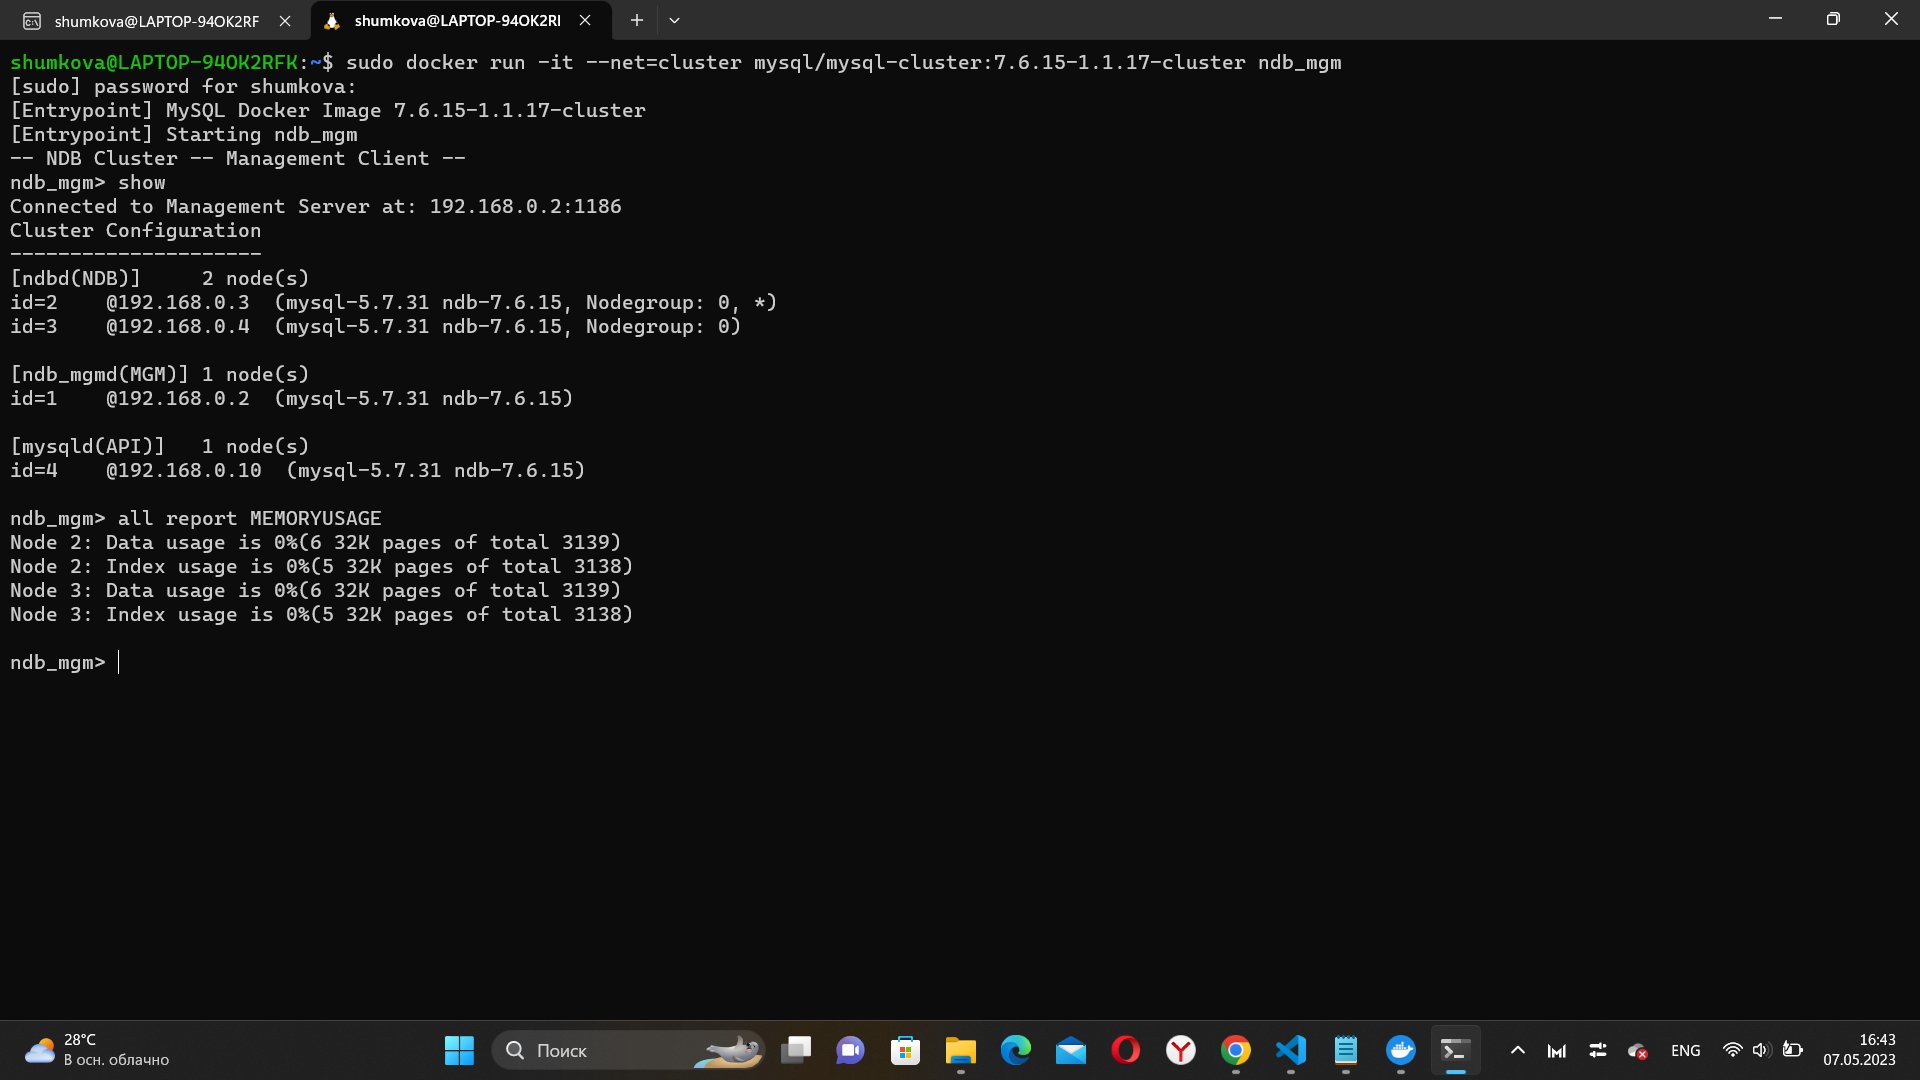 shumkova@LAPTOP-94OK2RF
shumkova@LAPTOP-94OK2RI
shumkova@LAPTOP-94OK2RFK:~$ sudo docker run -it --net=cluster mysql/mysql-cluster:7.6.15-1.1.17-cluster ndb_mgm
[sudo] password for shumkova:
[Entrypoint] MySQL Docker Image 7.6.15-1.1.17-cluster
[Entrypoint] Starting ndb_mgm
-- NDB Cluster -- Management Client --
ndb_mgm> show
Connected to Management Server at: 192.168.0.2:1186
Cluster Configuration
---------------------
[ndbd(NDB)]     2 node(s)
id=2    @192.168.0.3  (mysql-5.7.31 ndb-7.6.15, Nodegroup: 0, *)
id=3    @192.168.0.4  (mysql-5.7.31 ndb-7.6.15, Nodegroup: 0)
[ndb_mgmd(MGM)] 1 node(s)
id=1    @192.168.0.2  (mysql-5.7.31 ndb-7.6.15)
[mysqld(API)]   1 node(s)
id=4    @192.168.0.10  (mysql-5.7.31 ndb-7.6.15)
ndb_mgm> all report MEMORYUSAGE
Node 2: Data usage is 0%(6 32K pages of total 3139)
Node 2: Index usage is 0%(5 32K pages of total 3138)
Node 3: Data usage is 0%(6 32K pages of total 3139)
Node 3: Index usage is 0%(5 32K pages of total 3138)
ndb_mgm>
28°C
В осн. облачно
Поиск
ENG
16:43
07.05.2023